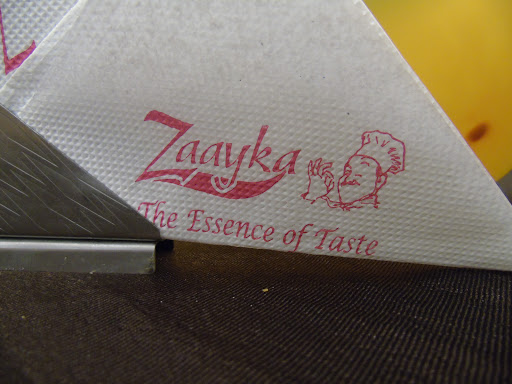 Zaayka
The Essence of Taste